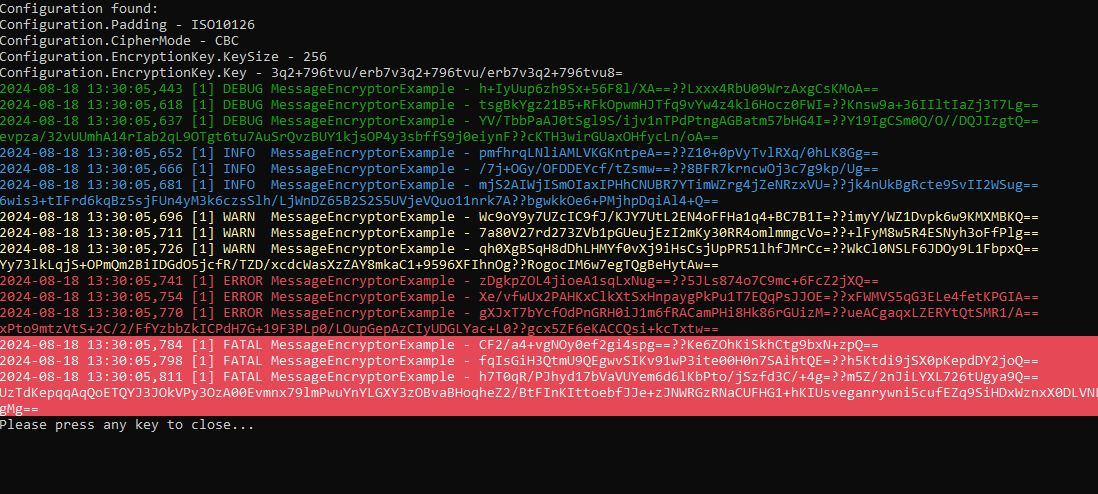 Configuration found:
Configuration.Padding - ISO10126
Configuration.CipherMode - CBC
Configuration.EncryptionKey.KeySize - 256
Configuration.EncryptionKey.Key - 3q2+796tvu/erb7v3q2+796tvu/erb7v3q2+796tvu8=
2024-08-18 13:30:05,443 [1] DEBUG MessageEncryptorExample - h+IyUup6zh9Sx+56F8l/XA==??Lxxx4RbU09WrzAxgCsKMoA==
2024-08-18 13:30:05,618 [1] DEBUG MessageEncryptorExample - tsgBkYgz21B5+RFkOpwmHJTfq9vYw4z4kl6Hocz0FWI=??Knsw9a+36IIltIaZj3T7Lg==
2024-08-18 13:30:05,637 [1] DEBUG MessageEncryptorExample - YV/TbbPaAJ0tSgl9S/ijv1nTPdPtngAGBatm57bHG4I=??Y19IgCSm0Q/O//DQJIzgtQ==
evpza/32vUUmhA14rIab2qL9OTgt6tu7AuSrQvzBUY1kjsOP4y3sbffS9j0eiynF??cKTH3wirGUaxOHfycLn/oA==
2024-08-18 13:30:05,652 [1] INFO  MessageEncryptorExample - pmfhrqLNliAMLVKGKntpeA==??Z10+0pVyTvlRXq/0hLK8Gg==
2024-08-18 13:30:05,666 [1] INFO  MessageEncryptorExample - /7j+OGy/OFDDEYcf/tZsmw==??8BFR7krncwOj3c7g9kp/Ug==
2024-08-18 13:30:05,681 [1] INFO  MessageEncryptorExample - mjS2AIWjISmOIaxIPHhCNUBR7YTimWZrg4jZeNRzxVU=??jk4nUkBgRcte9SvII2WSug==
6wis3+tIFrd6kqBz5sjFUn4yM3k6czsSlh/LjWnDZ65B2S2S5UVjeVQuo11nrk7A??bgwkkOe6+PMjhpDqiAl4+Q==
2024-08-18 13:30:05,696 [1] WARN  MessageEncryptorExample - Wc9oY9y7UZcIC9fJ/KJY7UtL2EN4oFFHa1q4+BC7B1I=??imyY/WZ1Dvpk6w9KMXMBKQ==
2024-08-18 13:30:05,711 [1] WARN  MessageEncryptorExample - 7a80V27rd273ZVb1pGUeujEzI2mKy30RR4omlmmgcVo=??+lFyM8w5R4ESNyh3oFfPlg==
2024-08-18 13:30:05,726 [1] WARN  MessageEncryptorExample - qh0XgBSqH8dDhLHMYf0vXj9iHsCsjUpPR51lhfJMrCc=??WkCl0NSLF6JDOy9L1FbpxQ==
Yy73lkLqjS+OPmQm2BiIDGdO5jcfR/TZD/xcdcWasXzZAY8mkaC1+9596XFIhnOg??RogocIM6w7egTQgBeHytAw==
2024-08-18 13:30:05,741 [1] ERROR MessageEncryptorExample - zDgkpZOL4jioeA1sqLxNug==??5JLs874o7C9mc+6FcZ2jXQ==
2024-08-18 13:30:05,754 [1] ERROR MessageEncryptorExample - Xe/vfwUx2PAHKxClkXtSxHnpaygPkPu1T7EQqPsJJOE=??xFWMVS5qG3ELe4fetKPGIA==
2024-08-18 13:30:05,770 [1] ERROR MessageEncryptorExample - gXJxT7bYcfOdPnGRH0iJ1m6fRACamPHi8Hk86rGUizM=??ueACgaqxLZERYtQtSMR1/A==
xPto9mtzVtS+2C/2/FfYzbbZkICPdH7G+19F3PLp0/LOupGepAzCIyUDGLYac+L0??gcx5ZF6eKACCQsi+kcTxtw==
2024-08-18 13:30:05,784 [1] FATAL MessageEncryptorExample - CF2/a4+vgNOy0ef2gi4spg==??Ke6ZOhKiSkhCtg9bxN+zpQ==
2024-08-18 13:30:05,798 [1] FATAL MessageEncryptorExample - fqIsGiH3QtmU9QEgwvSIKv91wP3ite00H0n7SAihtQE=??h5Ktdi9jSX0pKepdDY2joQ==
2024-08-18 13:30:05,811 [1] FATAL MessageEncryptorExample - h7T0qR/PJhyd17bVaVUYem6d6lKbPto/jSzfd3C/+4g=??m5Z/2nJiLYXL726tUgya9Q==
UzTdKepqqAqQoETQYJ3JOkVPy3OzA00Evmnx79lmPwuYnYLGXY3zOBvaBHoqheZ2/BtFInKIttoebfJJe+zJNWRGzRNaCUFHG1+hKIUsveganrywni5cufEZq9SiHDxWznxX0DLVNH
gMg==
Please press any key to close...